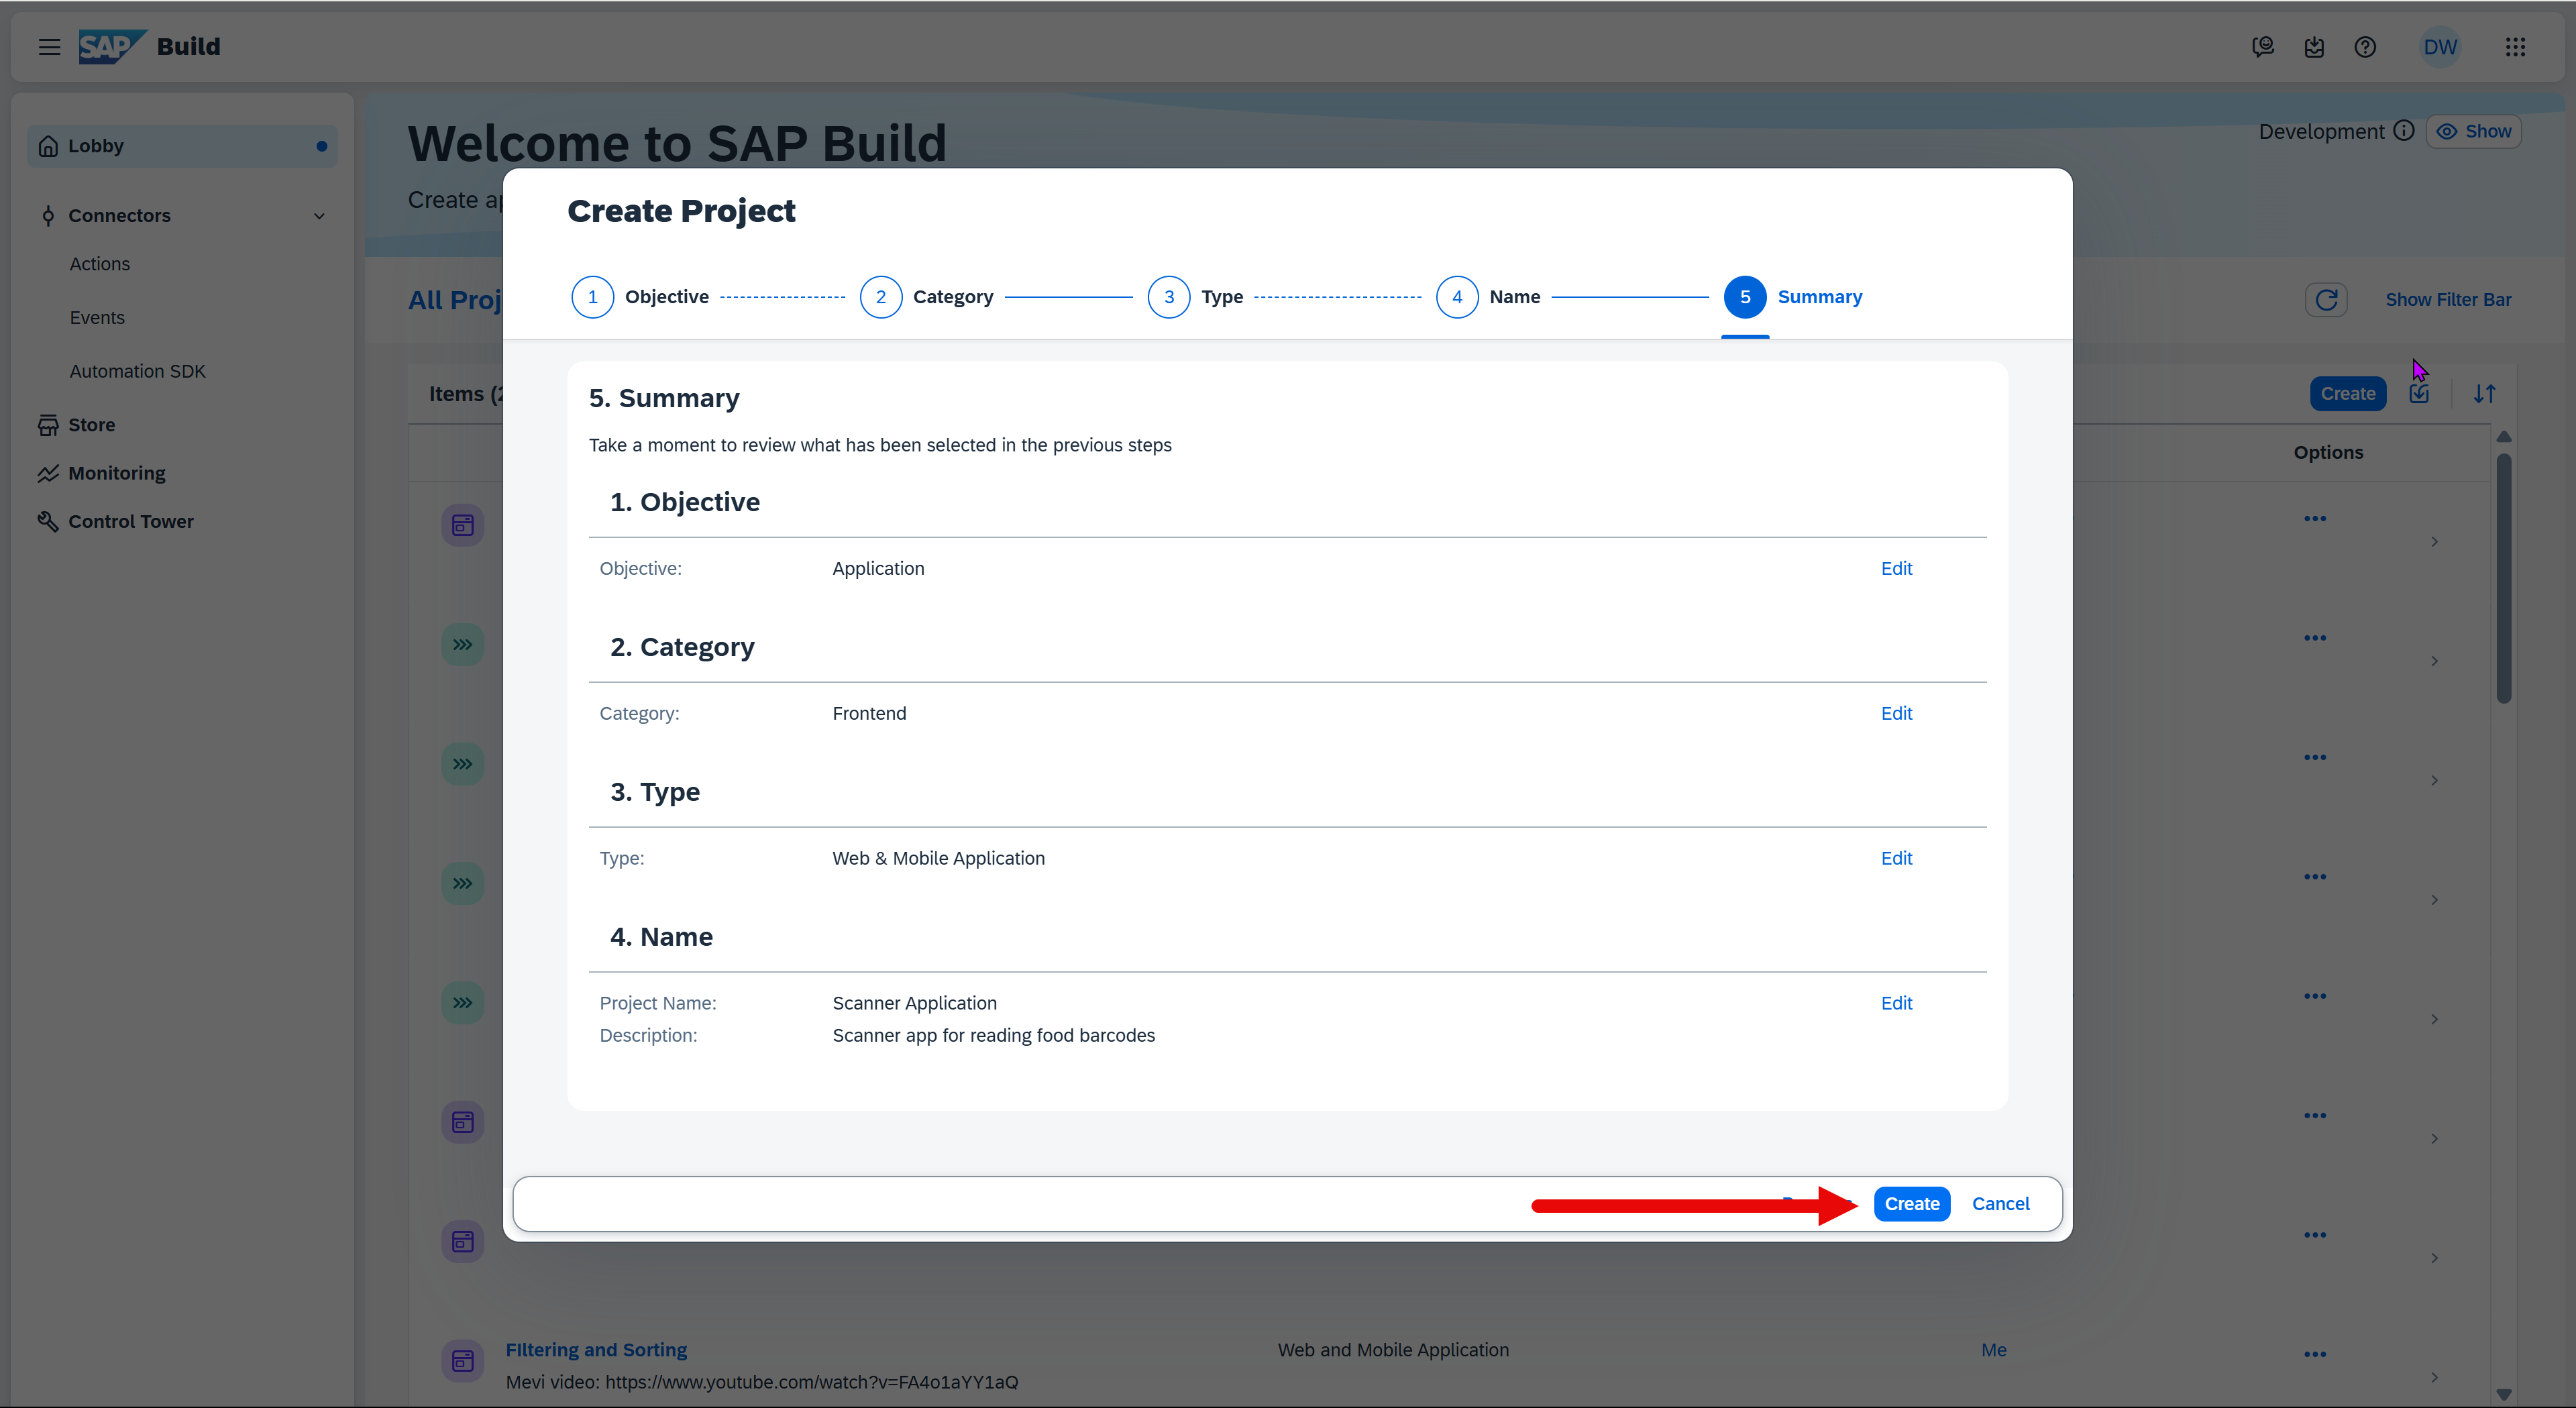 SAP Build
DW
Lobby
Welcome to SAP Build
Development
Show
Connectors
Create
Actions
Events
Automation SDK
Store
Monitoring
Control Tower
All
Show Filter Bar
Items
Create
Options
Create Project
1 Objective 2 Category 3 Type 4 Name 5 Summary
5. Summary
Take a moment to review what has been selected in the previous steps
1. Objective
Objective: Application Edit
2. Category
Category: Frontend Edit
3. Type
Type: Web & Mobile Application Edit
4. Name
Project Name: Scanner Application Edit
Description: Scanner app for reading food barcodes
Create Cancel
FIltering and Sorting Web and Mobile Application Me
Mevi video: https://www.youtube.com/watch?v=FA4o1aYY1aQ